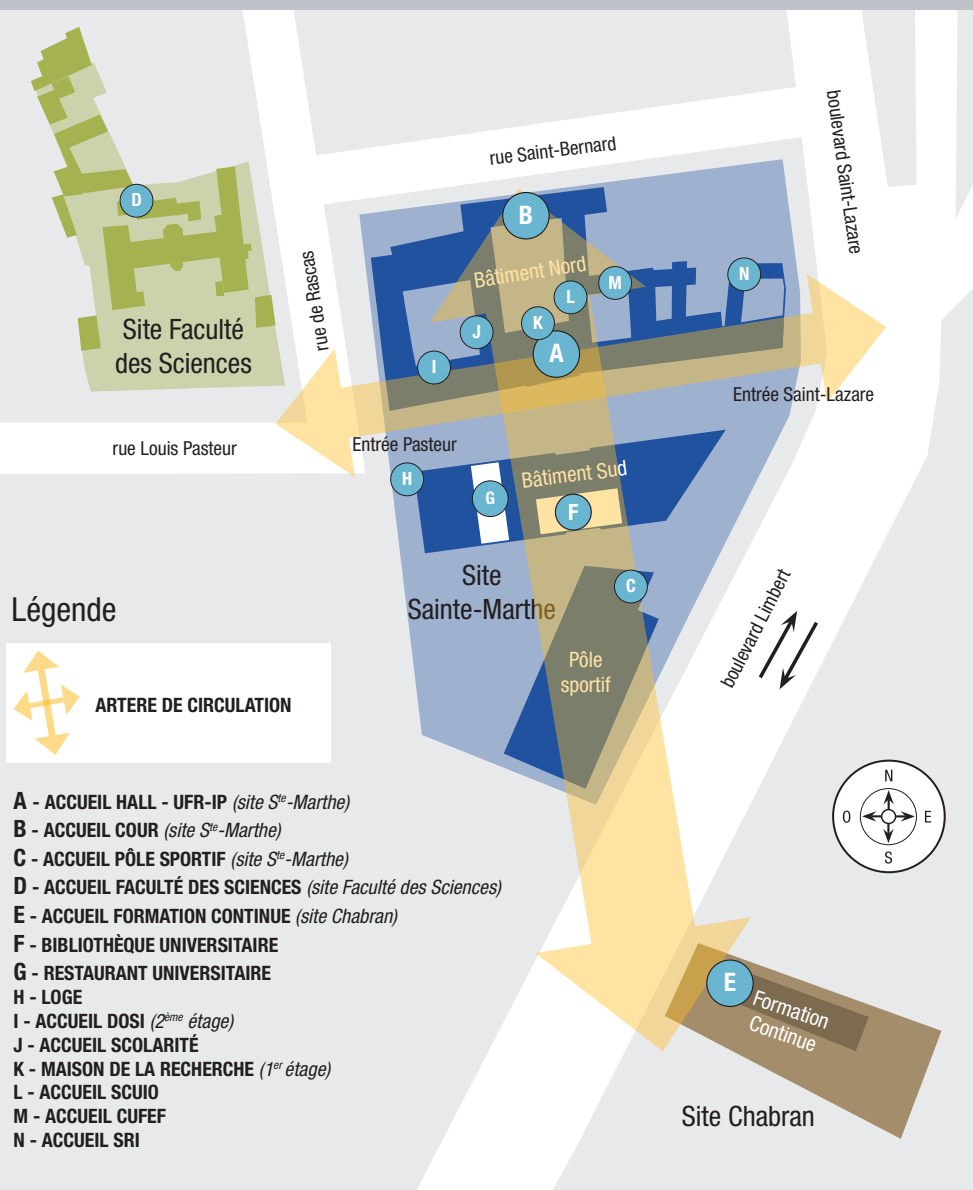 rue Saint-Bernard
boulevard Saint-Lazare
D
B
Bâtiment Nord
M
N
L
K
J
A
I
rue de Rascas
Site Faculté
des Sciences
Entrée Saint-Lazare
rue Louis Pasteur
Entrée Pasteur
H
Bâtiment Sud
G
F
Site
Sainte-Marthe
C
boulevard Limbert
Pôle
sportif
Légende
ARTERE DE CIRCULATION
N
O
E
S
A - ACCUEIL HALL - UFR-IP (site Ste-Marthe)
B - ACCUEIL COUR (site Ste-Marthe)
C - ACCUEIL PÔLE SPORTIF (site Ste-Marthe)
D - ACCUEIL FACULTÉ DES SCIENCES (site Faculté des Sciences)
E - ACCUEIL FORMATION CONTINUE (site Chabran)
F - BIBLIOTHÈQUE UNIVERSITAIRE
G - RESTAURANT UNIVERSITAIRE
H - LOGE
I - ACCUEIL DOSI (2ème étage)
J - ACCUEIL SCOLARITÉ
K - MAISON DE LA RECHERCHE (1er étage)
L - ACCUEIL SCUIO
M - ACCUEIL CUFEF
N - ACCUEIL SRI
E
Formation
Continue
Site Chabran